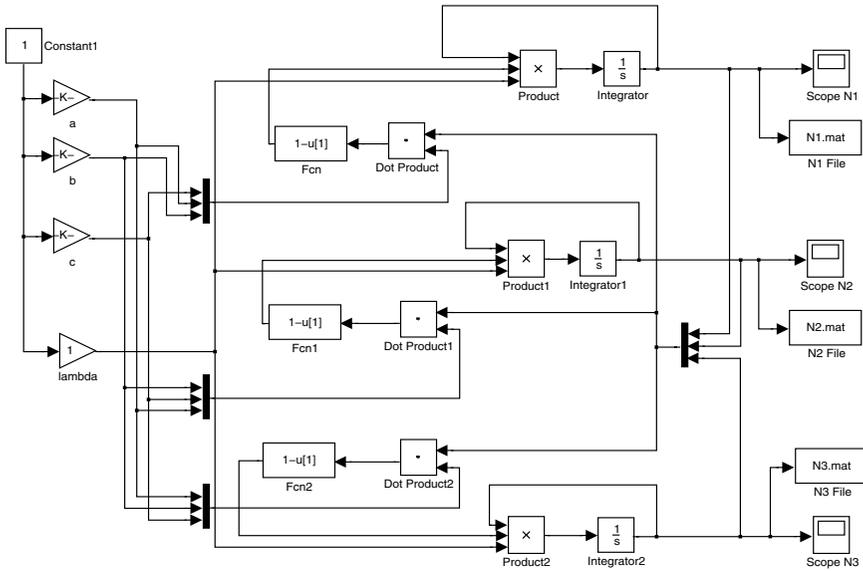 1
Constant1
-K-
a
-K-
b
-K-
c
1
lambda
×
Product
1
s
Integrator
Scope N1
N1.mat
N1 File
1-u[1]
Fcn
Dot Product
×
Product1
1
s
Integrator1
Scope N2
N2.mat
N2 File
1-u[1]
Fcn1
Dot Product1
1-u[1]
Fcn2
Dot Product2
N3.mat
N3 File
×
Product2
1
s
Integrator2
Scope N3